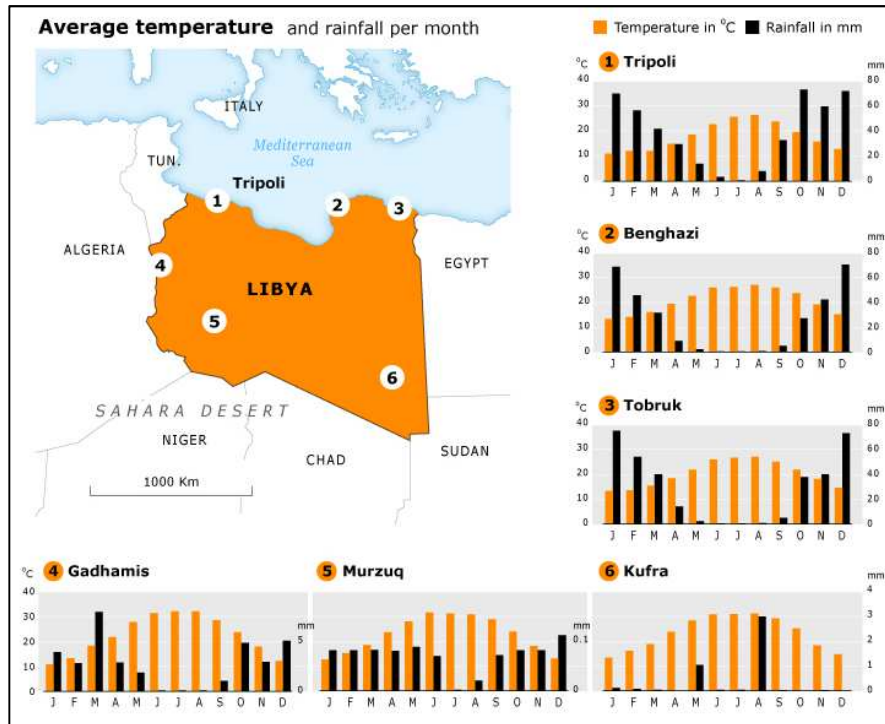 Average temperature and rainfall per month
Temperature in °C Rainfall in mm
ITALY
Mediterranean
Sea
TUN.
Tripoli
1
2
3
ALGERIA
4
LIBYA
EGYPT
5
6
SAHARA DESERT
NIGER
CHAD
SUDAN
1000 Km
1 Tripoli
°C mm
40 80
30 60
20 40
10 20
0 0
J F M A M J J A S O N D
2 Benghazi
°C mm
40 80
30 60
20 40
10 20
0 0
J F M A M J J A S O N D
3 Tobruk
°C mm
40 80
30 60
20 40
10 20
0 0
J F M A M J J A S O N D
4 Gadhamis
°C
40
30
20
10
0
mm
5
0
J F M A M J J A S O N D
5 Murzuq
mm
0.1
0
J F M A M J J A S O N D
6 Kufra
mm
4
3
2
1
0
J F M A M J J A S O N D